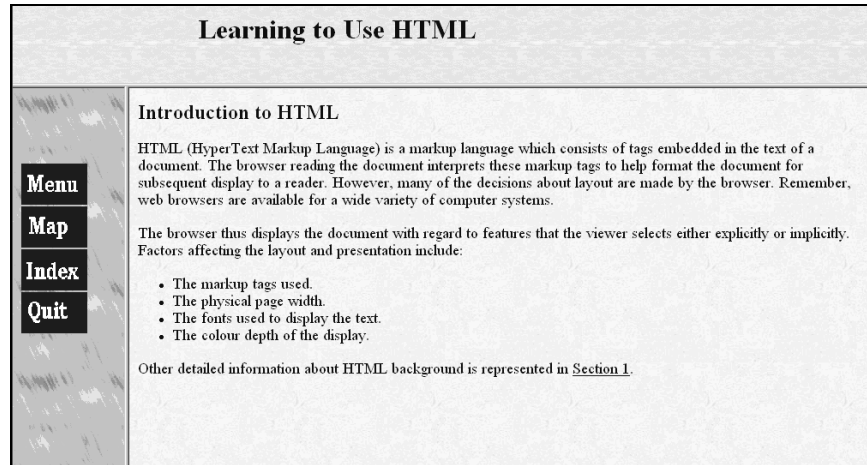 Learning to Use HTML
Menu
Map
Index
Quit
Introduction to HTML
HTML (HyperText Markup Language) is a markup language which consists of tags embedded in the text of a
document. The browser reading the document interprets these markup tags to help format the document for
subsequent display to a reader. However, many of the decisions about layout are made by the browser. Remember,
web browsers are available for a wide variety of computer systems.
The browser thus displays the document with regard to features that the viewer selects either explicitly or implicitly.
Factors affecting the layout and presentation include:
• The markup tags used.
• The physical page width.
• The fonts used to display the text.
• The colour depth of the display.
Other detailed information about HTML background is represented in Section 1.